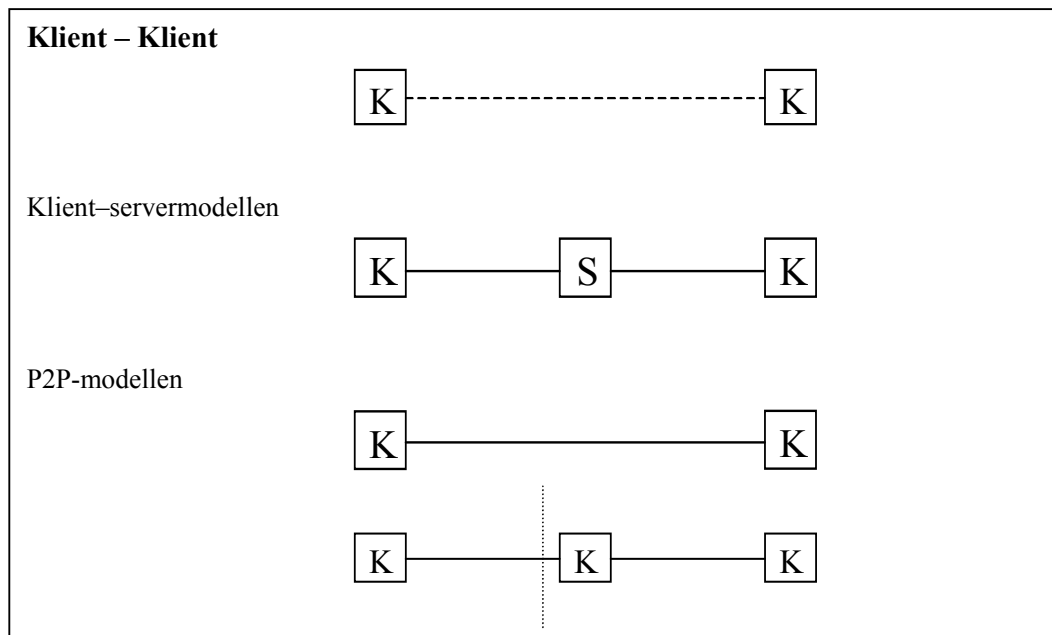 Klient – Klient
K K
Klient–servermodellen
K S K
P2P-modellen
K K
K K K